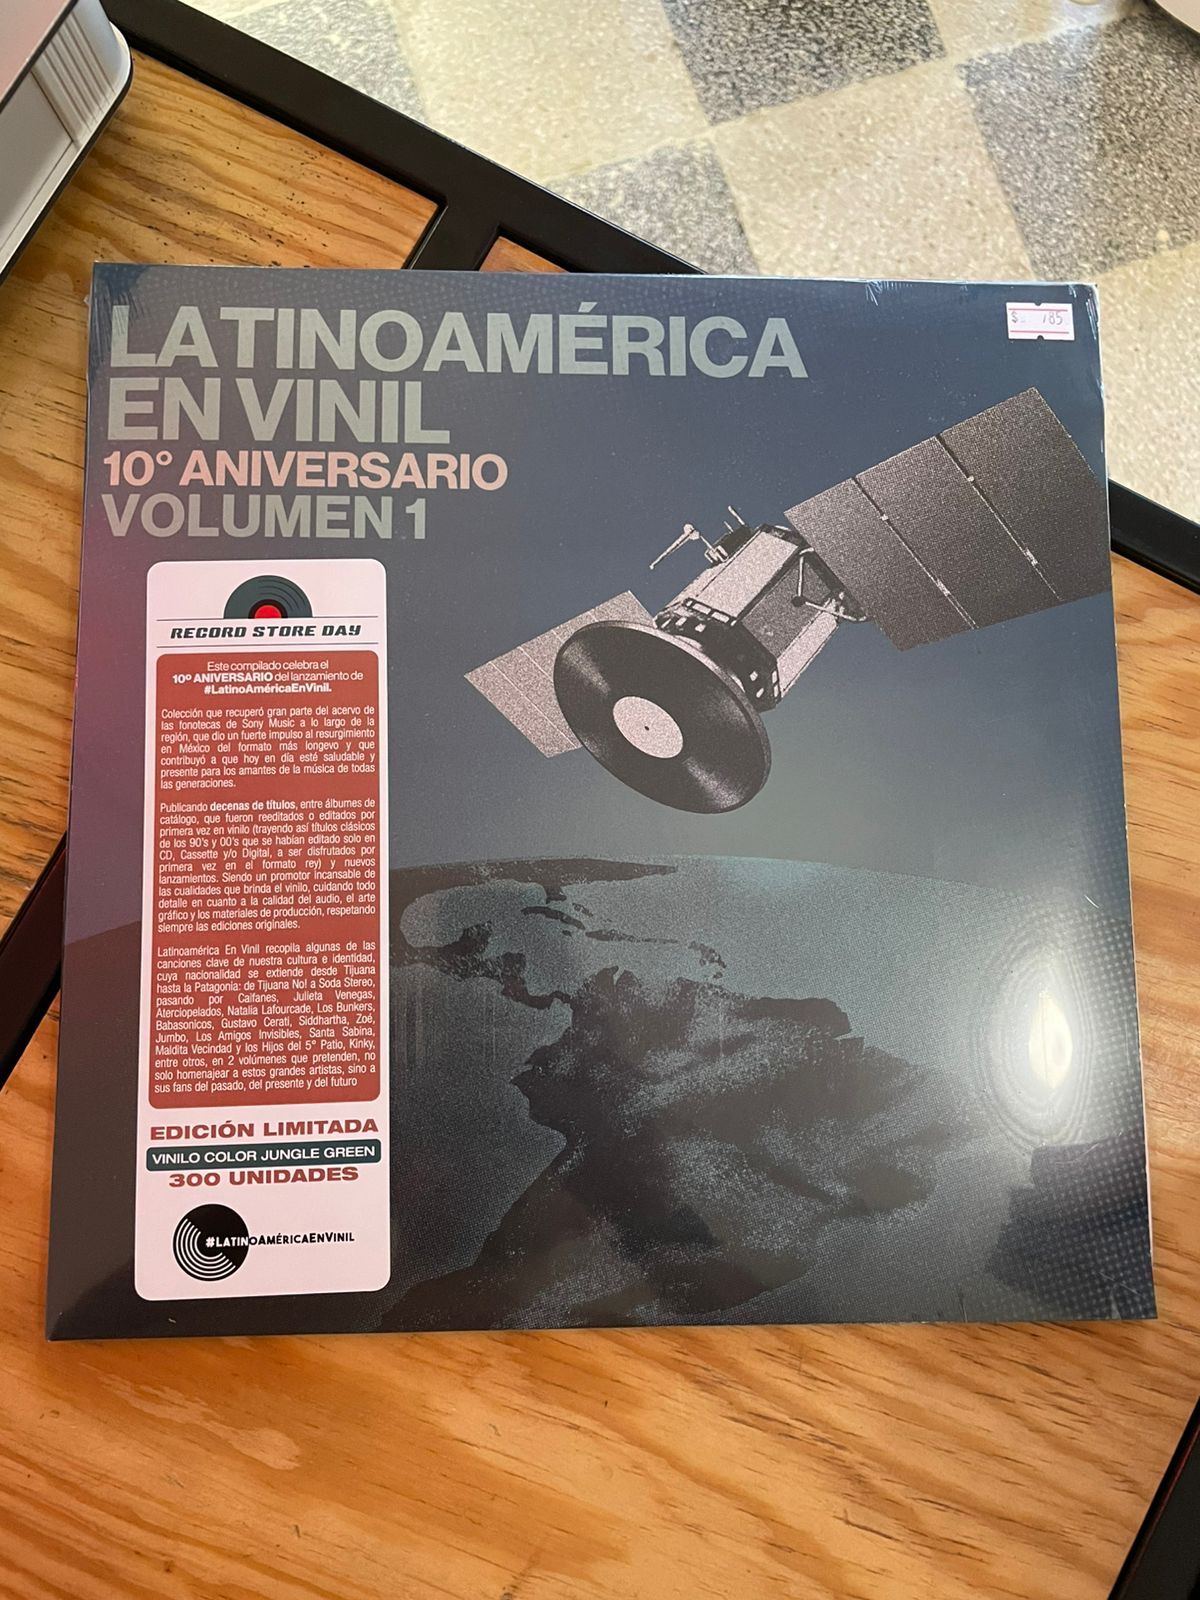 LATINOAMÉRICA
EN VINIL
10° ANIVERSARIO
VOLUMEN 1
$ 785
RECORD STORE DAY
Este compilado celebra el
10º ANIVERSARIO del lanzamiento de
#LatinoAméricaEnVinil.
Colección que recuperó gran parte del acervo de
las fonotecas de Sony Music a lo largo de la
región, que dio un fuerte impulso al resurgimiento
en México del formato más longevo y que
contribuyó a que hoy en día esté saludable y
presente para los amantes de la música de todas
las generaciones.
Publicando decenas de títulos, entre álbumes de
catálogo, que fueron reeditados o editados por
primera vez en vinilo (trayendo así títulos clásicos
de los 90's y 00's que se habían editado solo en
CD, Cassette y/o Digital, a ser disfrutados por
primera vez en el formato rey) y nuevos
lanzamientos. Siendo un promotor incansable de
las cualidades que brinda el vinilo, cuidando todo
detalle en cuanto a la calidad del audio, el arte
gráfico y los materiales de producción, respetando
siempre las ediciones originales.
Latinoamérica En Vinil recopila algunas de las
canciones clave de nuestra cultura e identidad,
cuya nacionalidad se extiende desde Tijuana
hasta la Patagonia: de Tijuana No! a Soda Stereo,
pasando por Caifanes, Julieta Venegas,
Aterciopelados, Natalia Lafourcade, Los Bunkers,
Babasonicos, Gustavo Cerati, Siddhartha, Zoé,
Jumbo, Los Amigos Invisibles, Santa Sabina,
Maldita Vecindad y los Hijos del 5° Patio, Kinky,
entre otros, en 2 volúmenes que pretenden, no
solo homenajear a estos grandes artistas, sino a
sus fans del pasado, del presente y del futuro
EDICIÓN LIMITADA
VINILO COLOR JUNGLE GREEN
300 UNIDADES
#LATINOAMÉRICAENVINIL